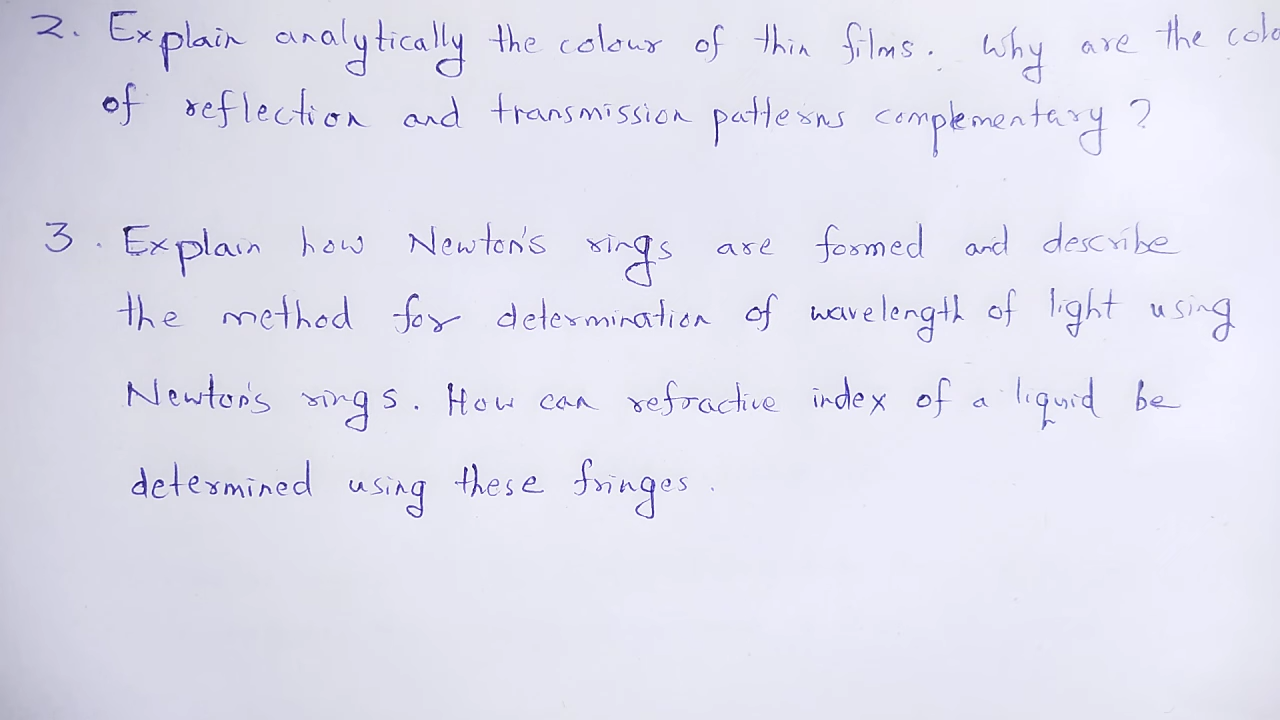 2. Explain analytically the colour of thin films. Why are the colo
of reflection and transmission patterns complementary ?
3. Explain how Newton's rings are formed and describe
the method for determination of wavelength of light using
Newton's rings. How can refractive index of a liquid be
determined using these fringes.